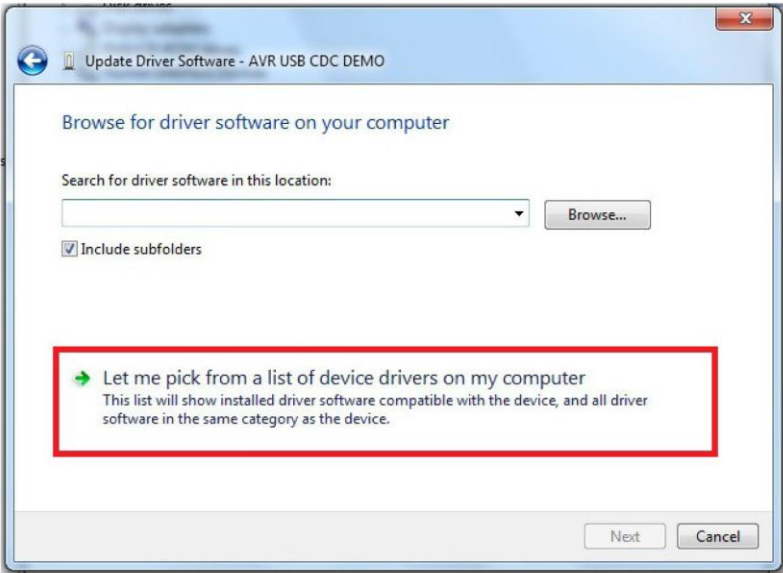 Disk drives
Update Driver Software - AVR USB CDC DEMO
Browse for driver software on your computer
Search for driver software in this location:
Browse...
Include subfolders
Let me pick from a list of device drivers on my computer
This list will show installed driver software compatible with the device, and all driver
software in the same category as the device.
Next
Cancel